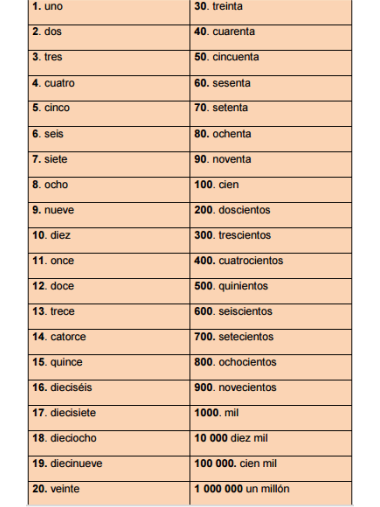 1. uno
30. treinta
2. dos
40. cuarenta
3. tres
50. cincuenta
4. cuatro
60. sesenta
5. cinco
70. setenta
6. seis
80. ochenta
7. siete
90. noventa
8. ocho
100. cien
9. nueve
200. doscientos
10. diez
300. trescientos
11. once
400. cuatrocientos
12. doce
500. quinientos
13. trece
600. seiscientos
14. catorce
700. setecientos
15. quince
800. ochocientos
16. dieciséis
900. novecientos
17. diecisiete
1000. mil
18. dieciocho
10 000 diez mil
19. diecinueve
100 000. cien mil
20. veinte
1 000 000 un millón